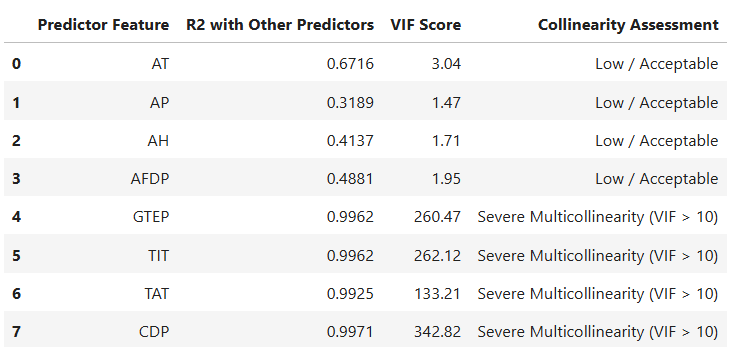 Predictor Feature R2 with Other Predictors VIF Score Collinearity Assessment
0 AT 0.6716 3.04 Low / Acceptable
1 AP 0.3189 1.47 Low / Acceptable
2 AH 0.4137 1.71 Low / Acceptable
3 AFDP 0.4881 1.95 Low / Acceptable
4 GTEP 0.9962 260.47 Severe Multicollinearity (VIF > 10)
5 TIT 0.9962 262.12 Severe Multicollinearity (VIF > 10)
6 TAT 0.9925 133.21 Severe Multicollinearity (VIF > 10)
7 CDP 0.9971 342.82 Severe Multicollinearity (VIF > 10)